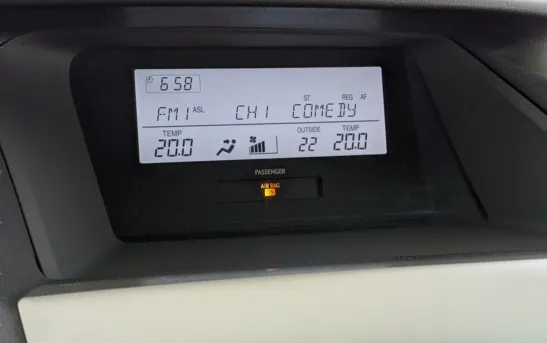 6:58
ST REG AF
FM1 ASL CH1 COMEDY
TEMP OUTSIDE TEMP
20.0 22 20.0
PASSENGER
AIR BAG